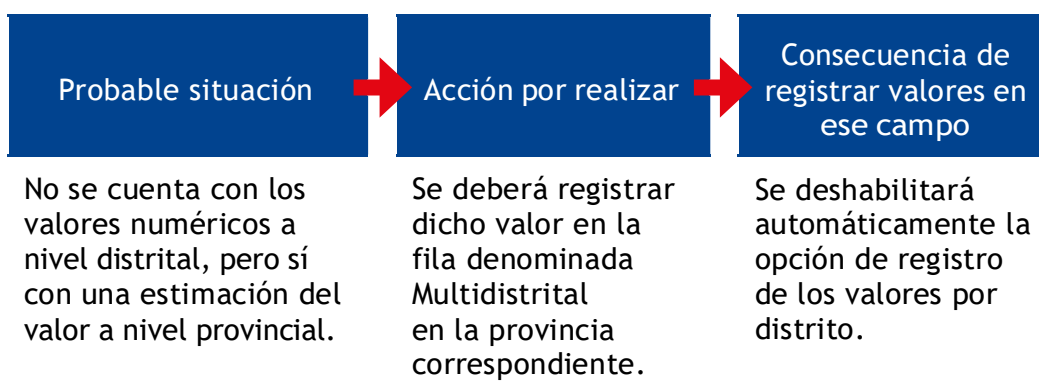 Probable situación
Acción por realizar
Consecuencia de
registrar valores en
ese campo
No se cuenta con los
valores numéricos a
nivel distrital, pero sí
con una estimación del
valor a nivel provincial.
Se deberá registrar
dicho valor en la
fila denominada
Multidistrital
en la provincia
correspondiente.
Se deshabilitará
automáticamente la
opción de registro
de los valores por
distrito.